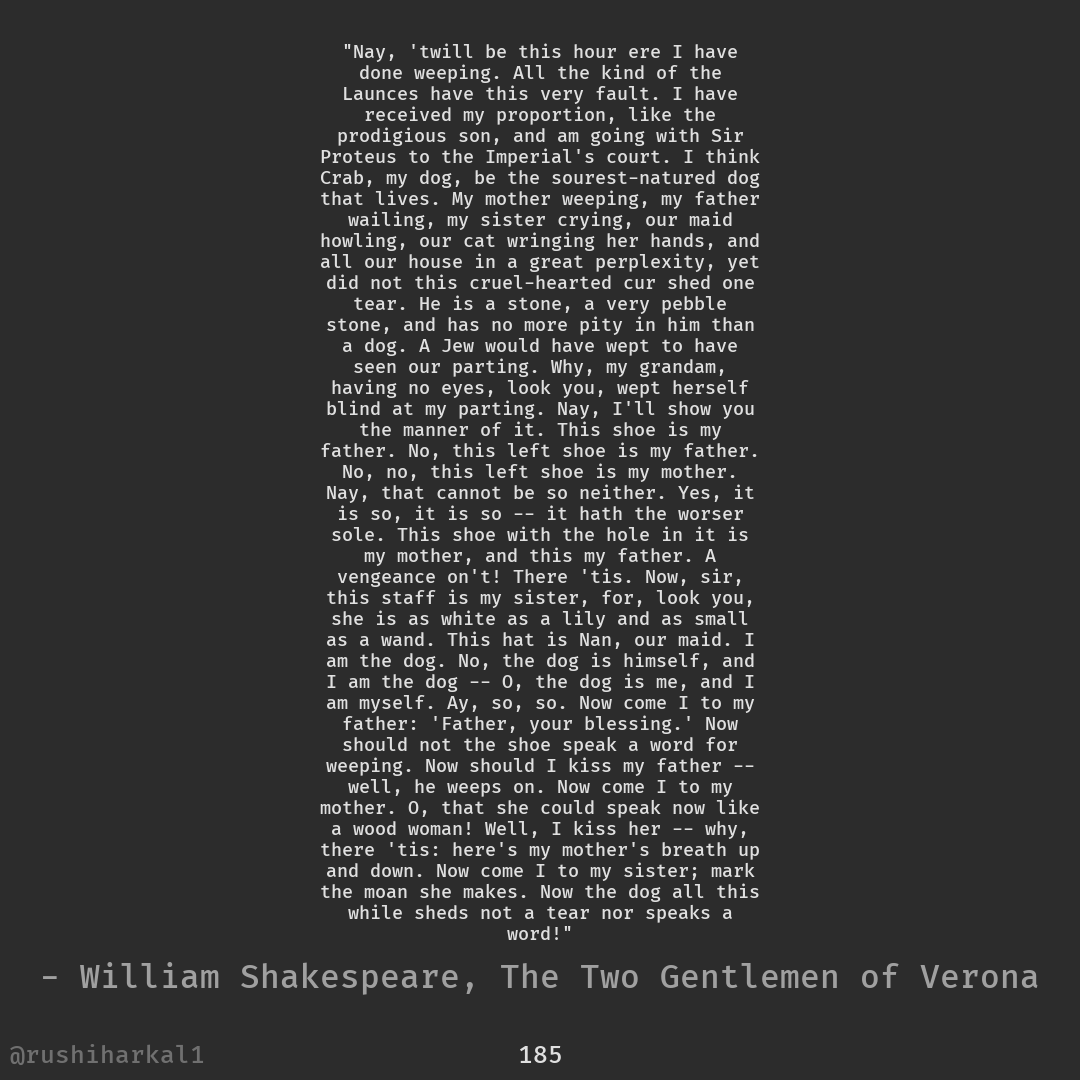 "Nay, 'twill be this hour ere I have
done weeping. All the kind of the
Launces have this very fault. I have
received my proportion, like the
prodigious son, and am going with Sir
Proteus to the Imperial's court. I think
Crab, my dog, be the sourest-natured dog
that lives. My mother weeping, my father
wailing, my sister crying, our maid
howling, our cat wringing her hands, and
all our house in a great perplexity, yet
did not this cruel-hearted cur shed one
tear. He is a stone, a very pebble
stone, and has no more pity in him than
a dog. A Jew would have wept to have
seen our parting. Why, my grandam,
having no eyes, look you, wept herself
blind at my parting. Nay, I'll show you
the manner of it. This shoe is my
father. No, this left shoe is my father.
No, no, this left shoe is my mother.
Nay, that cannot be so neither. Yes, it
is so, it is so -- it hath the worser
sole. This shoe with the hole in it is
my mother, and this my father. A
vengeance on't! There 'tis. Now, sir,
this staff is my sister, for, look you,
she is as white as a lily and as small
as a wand. This hat is Nan, our maid. I
am the dog. No, the dog is himself, and
I am the dog -- O, the dog is me, and I
am myself. Ay, so, so. Now come I to my
father: 'Father, your blessing.' Now
should not the shoe speak a word for
weeping. Now should I kiss my father --
well, he weeps on. Now come I to my
mother. O, that she could speak now like
a wood woman! Well, I kiss her -- why,
there 'tis: here's my mother's breath up
and down. Now come I to my sister; mark
the moan she makes. Now the dog all this
while sheds not a tear nor speaks a
word!"
- William Shakespeare, The Two Gentlemen of Verona
@rushiharkal1
185